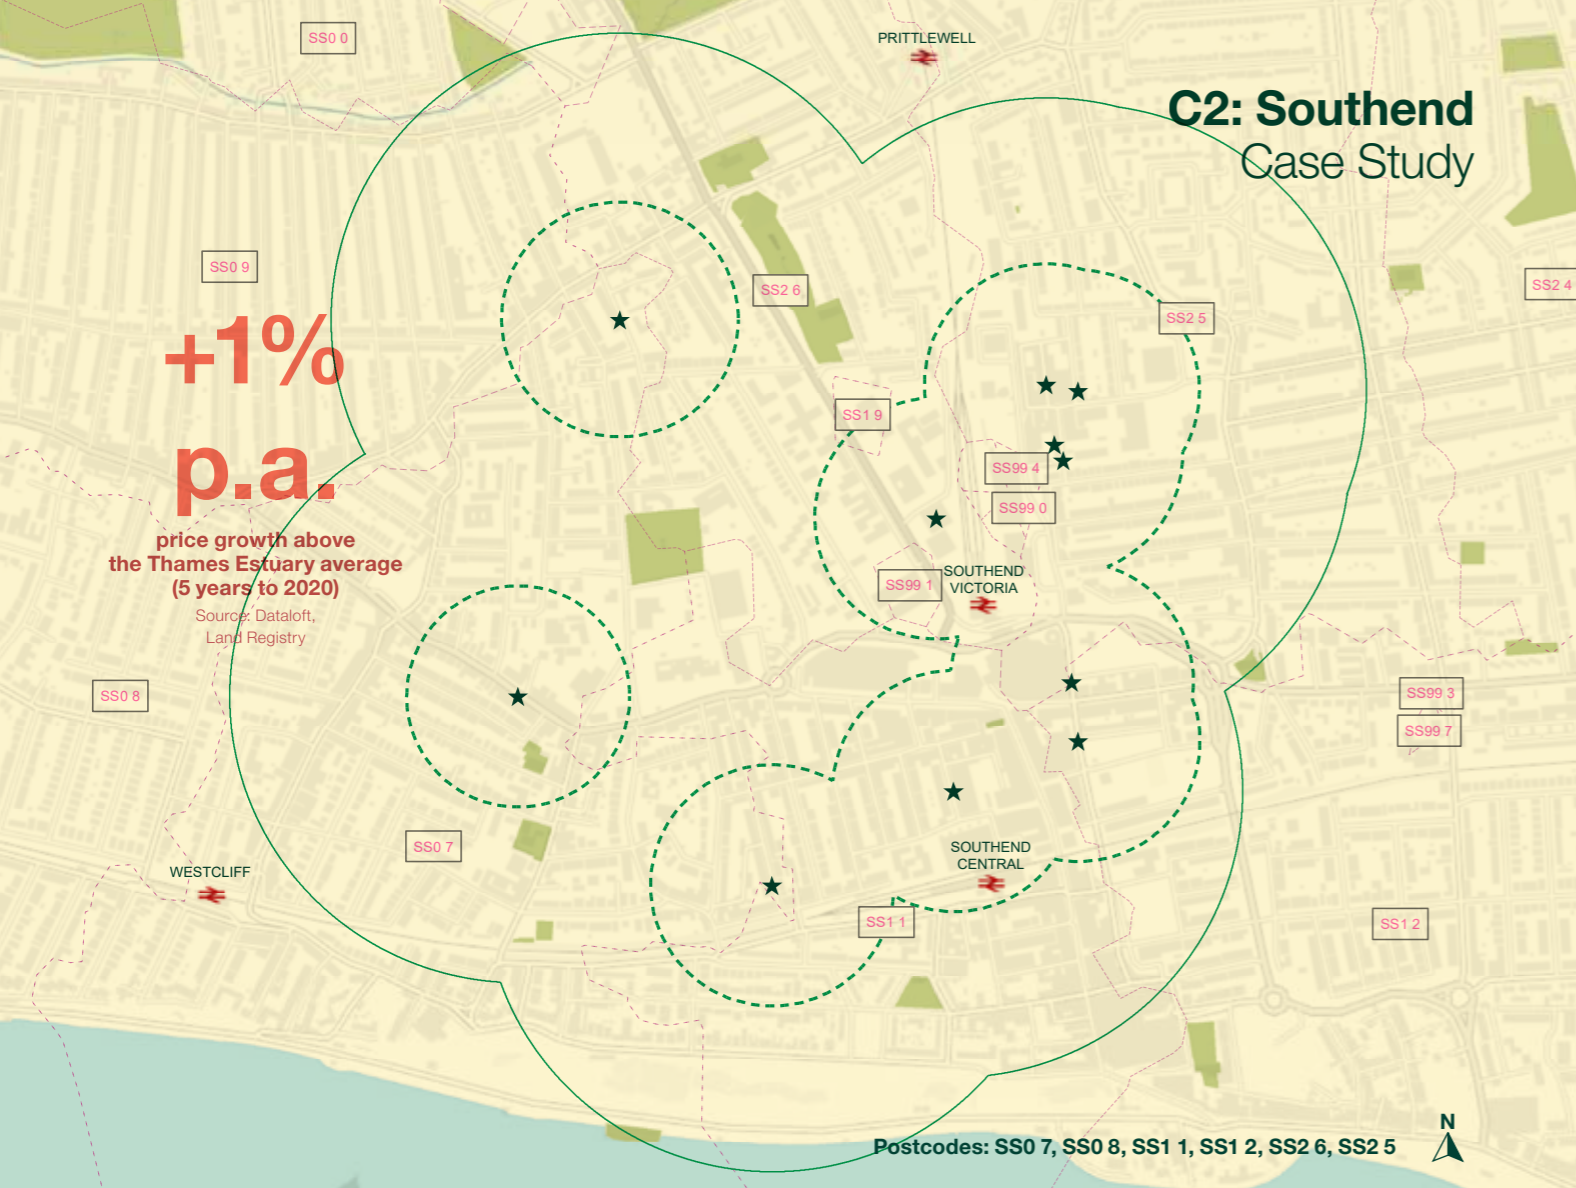 SS0 0
PRITTLEWELL
C2: Southend
Case Study
SS0 9
SS2 6
SS2 4
SS2 5
+1%
p.a.
price growth above
the Thames Estuary average
(5 years to 2020)
Source: Dataloft,
Land Registry
SS1 9
SS99 4
SS99 0
SS99 1
SOUTHEND
VICTORIA
SS0 8
SS99 3
SS99 7
SS0 7
WESTCLIFF
SOUTHEND
CENTRAL
SS1 1
SS1 2
N
Postcodes: SS0 7, SS0 8, SS1 1, SS1 2, SS2 6, SS2 5